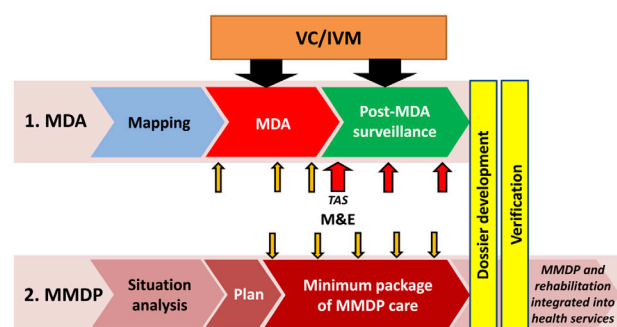 VC/IVM
1. MDA
Mapping
MDA
Post-MDA
surveillance
TAS
M&E
2. MMDP
Situation
analysis
Plan
Minimum package
of MMDP care
Dossier development
Verification
MMDP and
rehabilitation
integrated into
health services